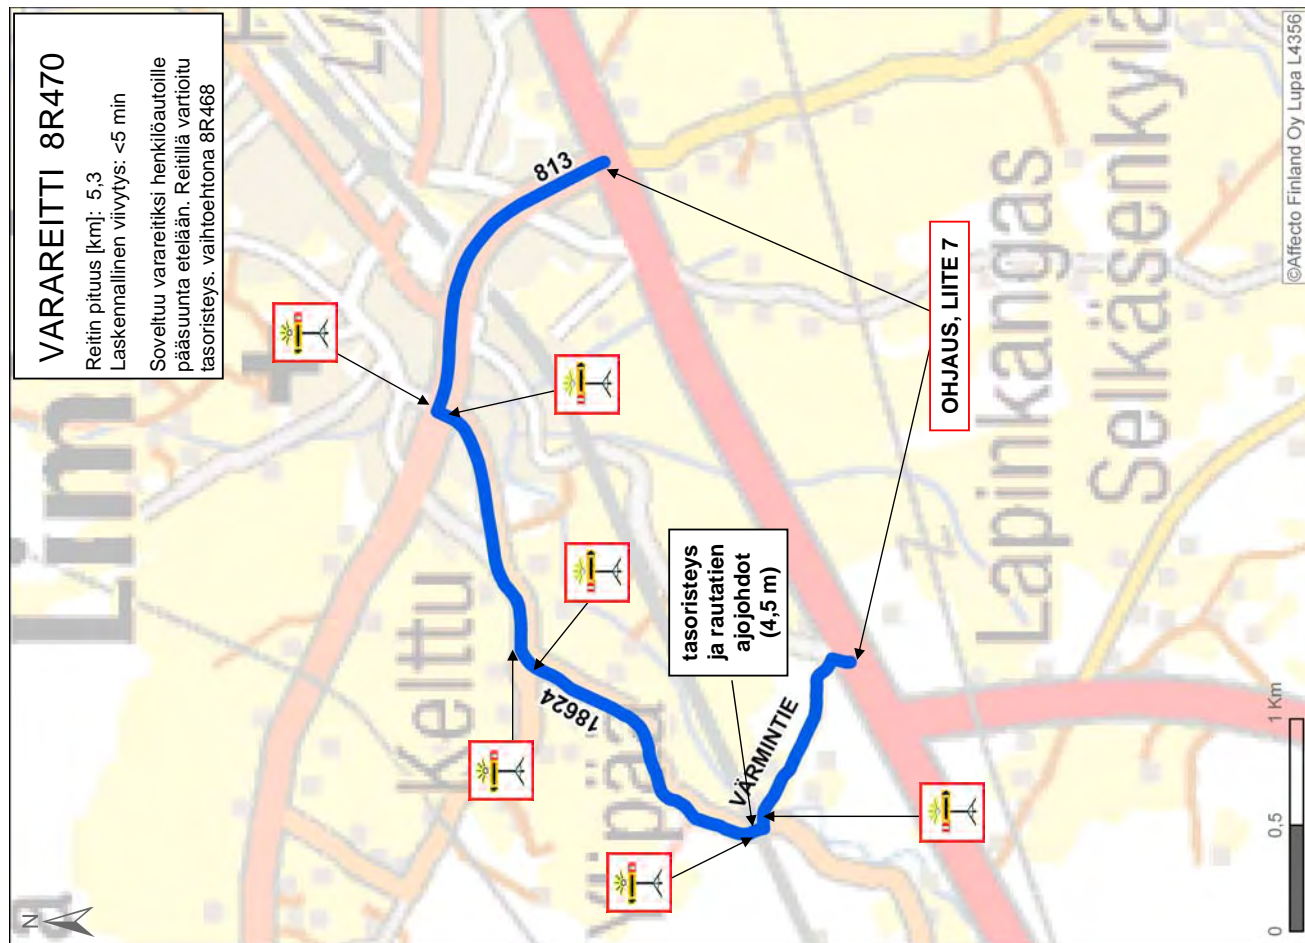 VARAREITTI 8R470
Reitin pituus [km]: 5,3
Laskennallinen viivytys: <5 min
Soveltuu varareitiksi henkilöautoille
pääsuunta etelään. Reitillä vartioitu
tasoristeys. vaihtoehtona 8R468
N
Lim
813
Kelttu
18624
Ylipää
tasoristeys
ja rautatien
ajojohdot
(4,5 m)
VÄRMINTIE
OHJAUS, LIITE 7
Lapinkangas
Selkäsenkylä
0
0,5
1 Km
©Affecto Finland Oy Lupa L4356